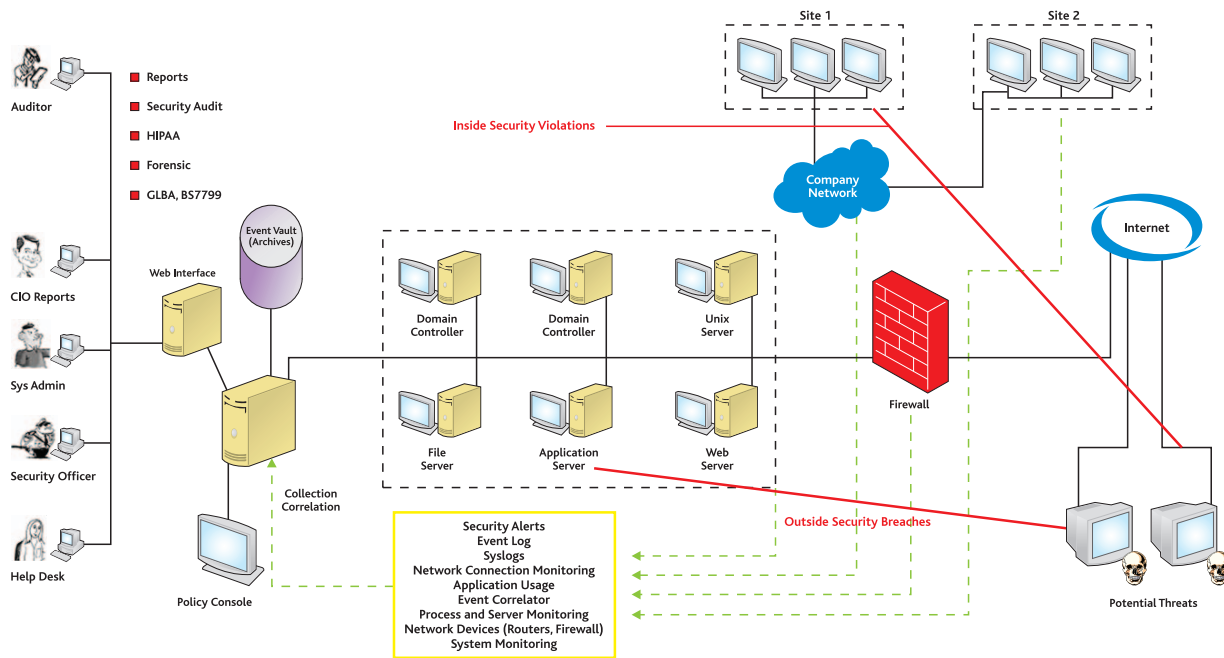 Site 1
Site 2
Auditor
Reports
Security Audit
HIPAA
Forensic
GLBA, BS7799
Inside Security Violations
Company
Network
Internet
Event Vault
(Archives)
CIO Reports
Web Interface
Domain
Controller
Domain
Controller
Unix
Server
Sys Admin
Firewall
File
Server
Application
Server
Web
Server
Security Officer
Collection
Correlation
Outside Security Breaches
Help Desk
Policy Console
Security Alerts
Event Log
Syslogs
Network Connection Monitoring
Application Usage
Event Correlator
Process and Server Monitoring
Network Devices (Routers, Firewall)
System Monitoring
Potential Threats